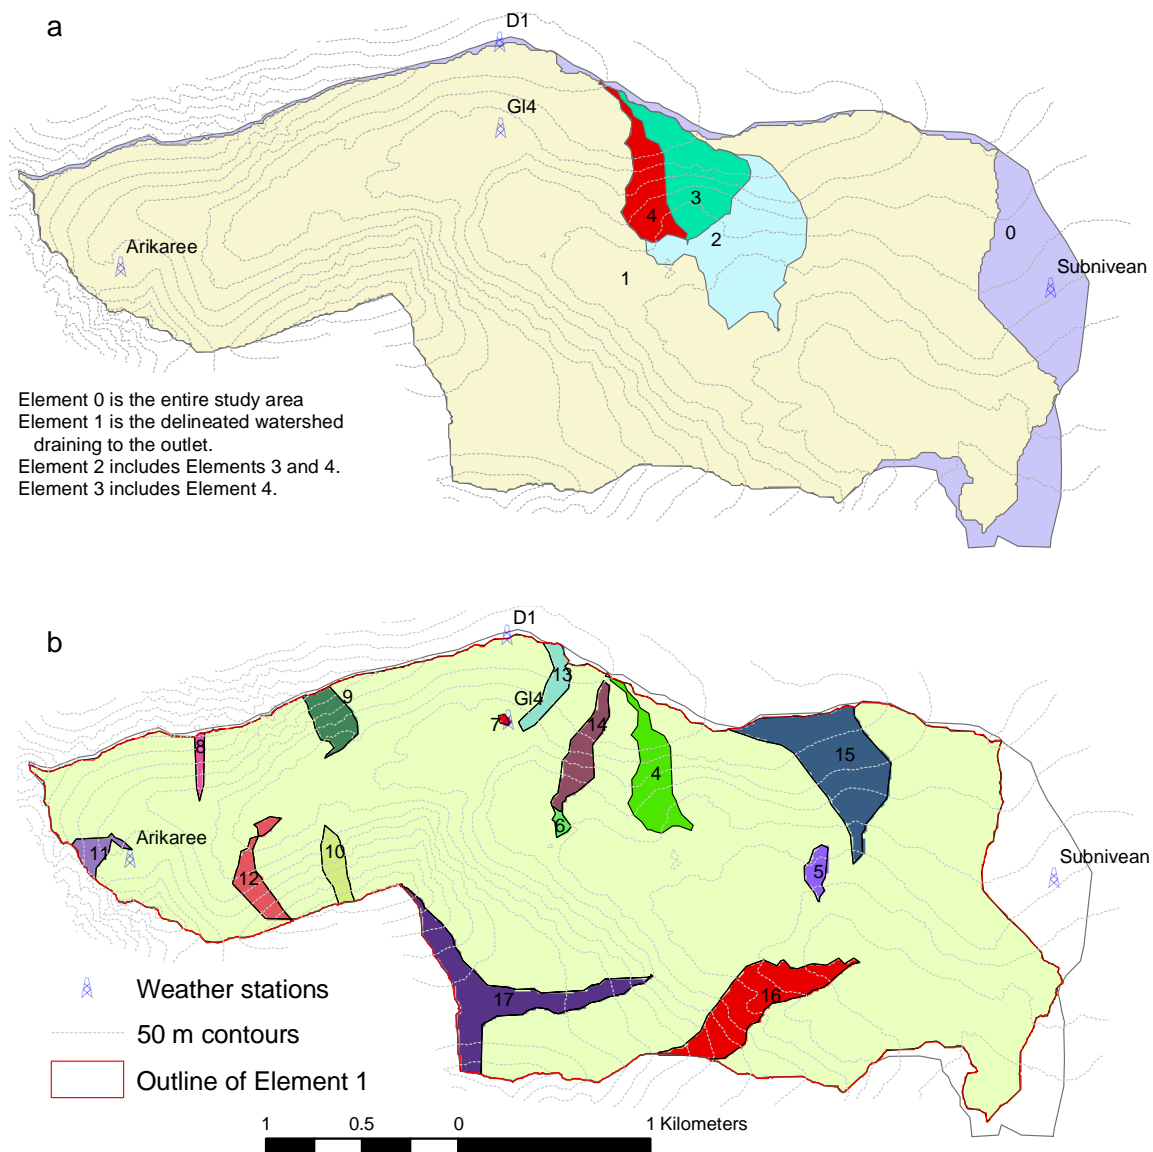 a
D1
Gl4
3
4
2
0
Arikaree
1
Subnivean
Element 0 is the entire study area
Element 1 is the delineated watershed
draining to the outlet.
Element 2 includes Elements 3 and 4.
Element 3 includes Element 4.
b
D1
13
9
Gl4
7
14
8
15
4
6
Arikaree
11
10
12
5
Subnivean
17
16
Weather stations
50 m contours
Outline of Element 1
1 0.5 0 1 Kilometers